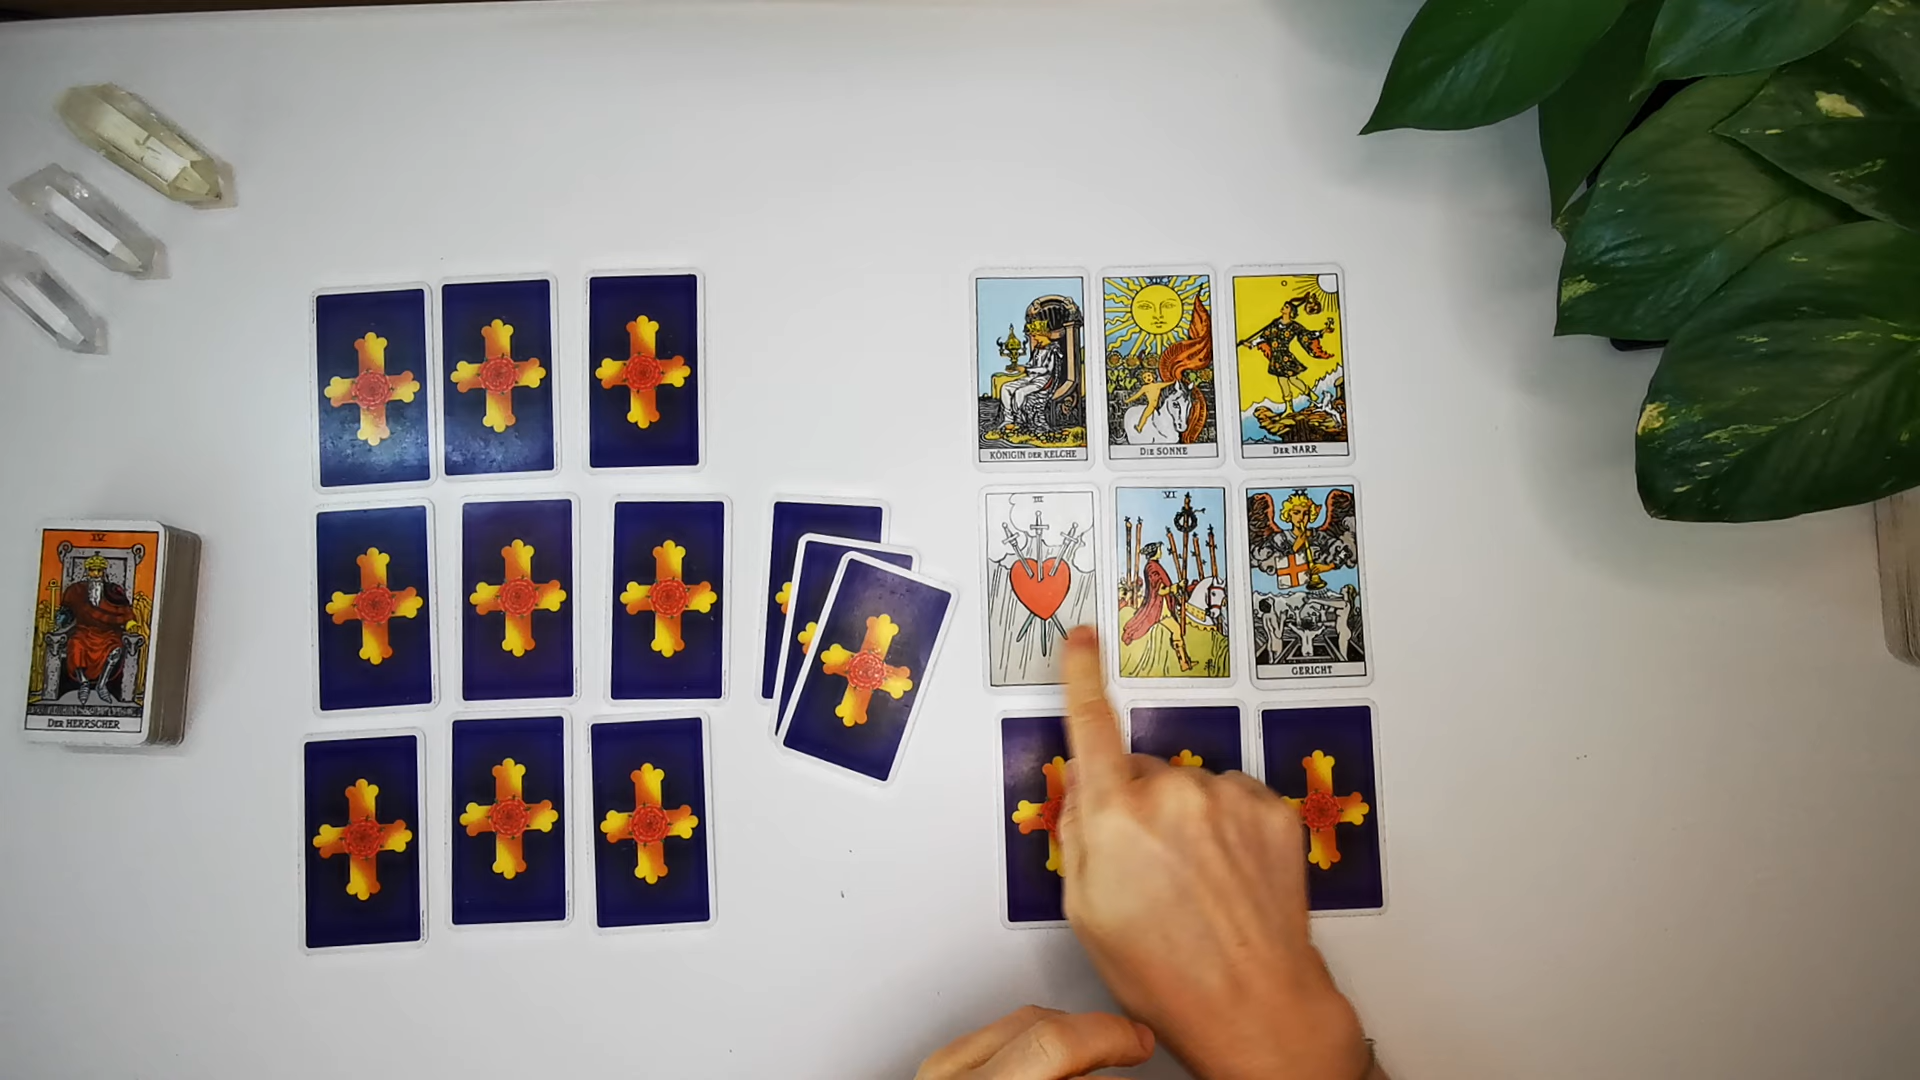 KÖNIGIN DER KELCHE
DIE SONNE
DER NARR
III
VI
GERICHT
IV
DER HERRSCHER